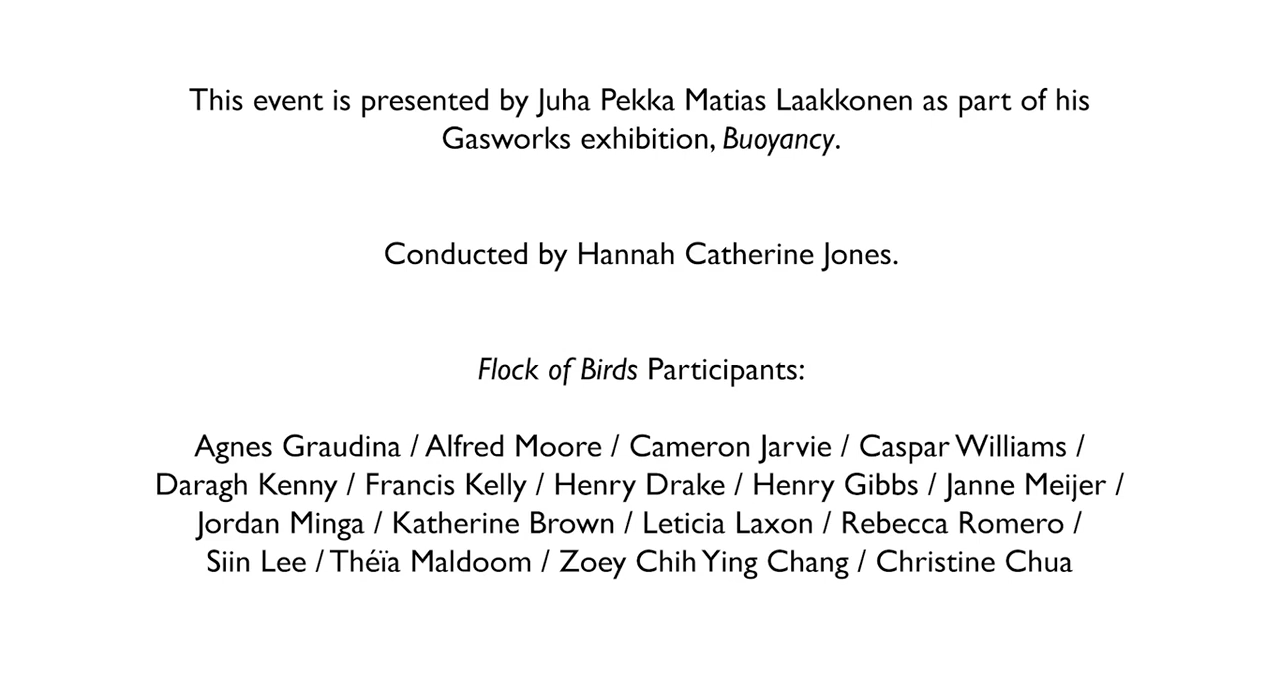 This event is presented by Juha Pekka Matias Laakkonen as part of his
Gasworks exhibition, Buoyancy.
Conducted by Hannah Catherine Jones.
Flock of Birds Participants:
Agnes Graudina / Alfred Moore / Cameron Jarvie / Caspar Williams /
Daragh Kenny / Francis Kelly / Henry Drake / Henry Gibbs / Janne Meijer /
Jordan Minga / Katherine Brown / Leticia Laxon / Rebecca Romero /
Siin Lee / Théïa Maldoom / Zoey Chih Ying Chang / Christine Chua